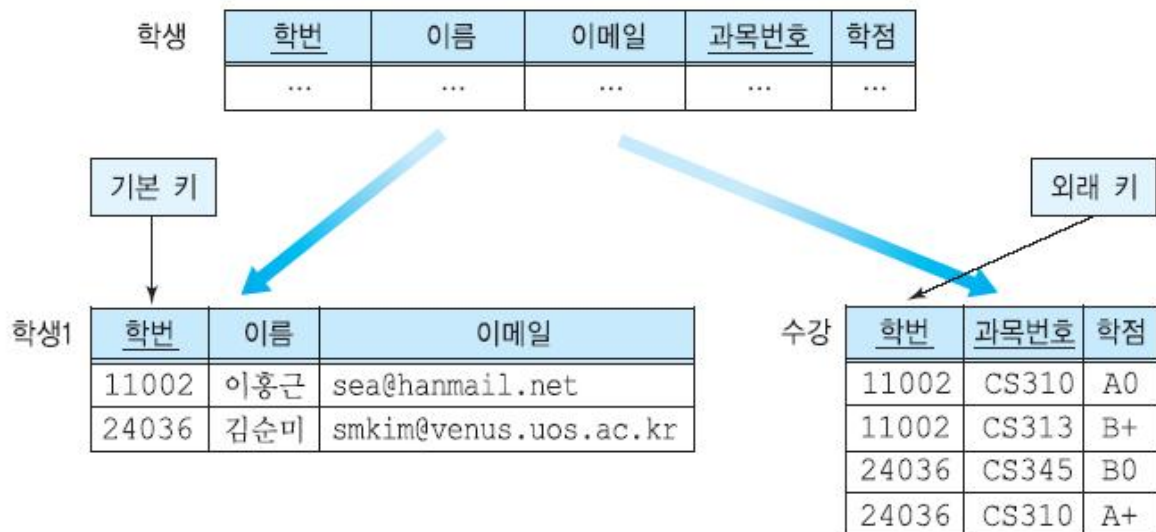 학생 학번 이름 이메일 과목번호 학점
... ... ... ... ...
기본 키 외래 키
학생1 학번 이름 이메일
11002 이홍근 sea@hanmail.net
24036 김순미 smkim@venus.uos.ac.kr
수강 학번 과목번호 학점
11002 CS310 A0
11002 CS313 B+
24036 CS345 B0
24036 CS310 A+